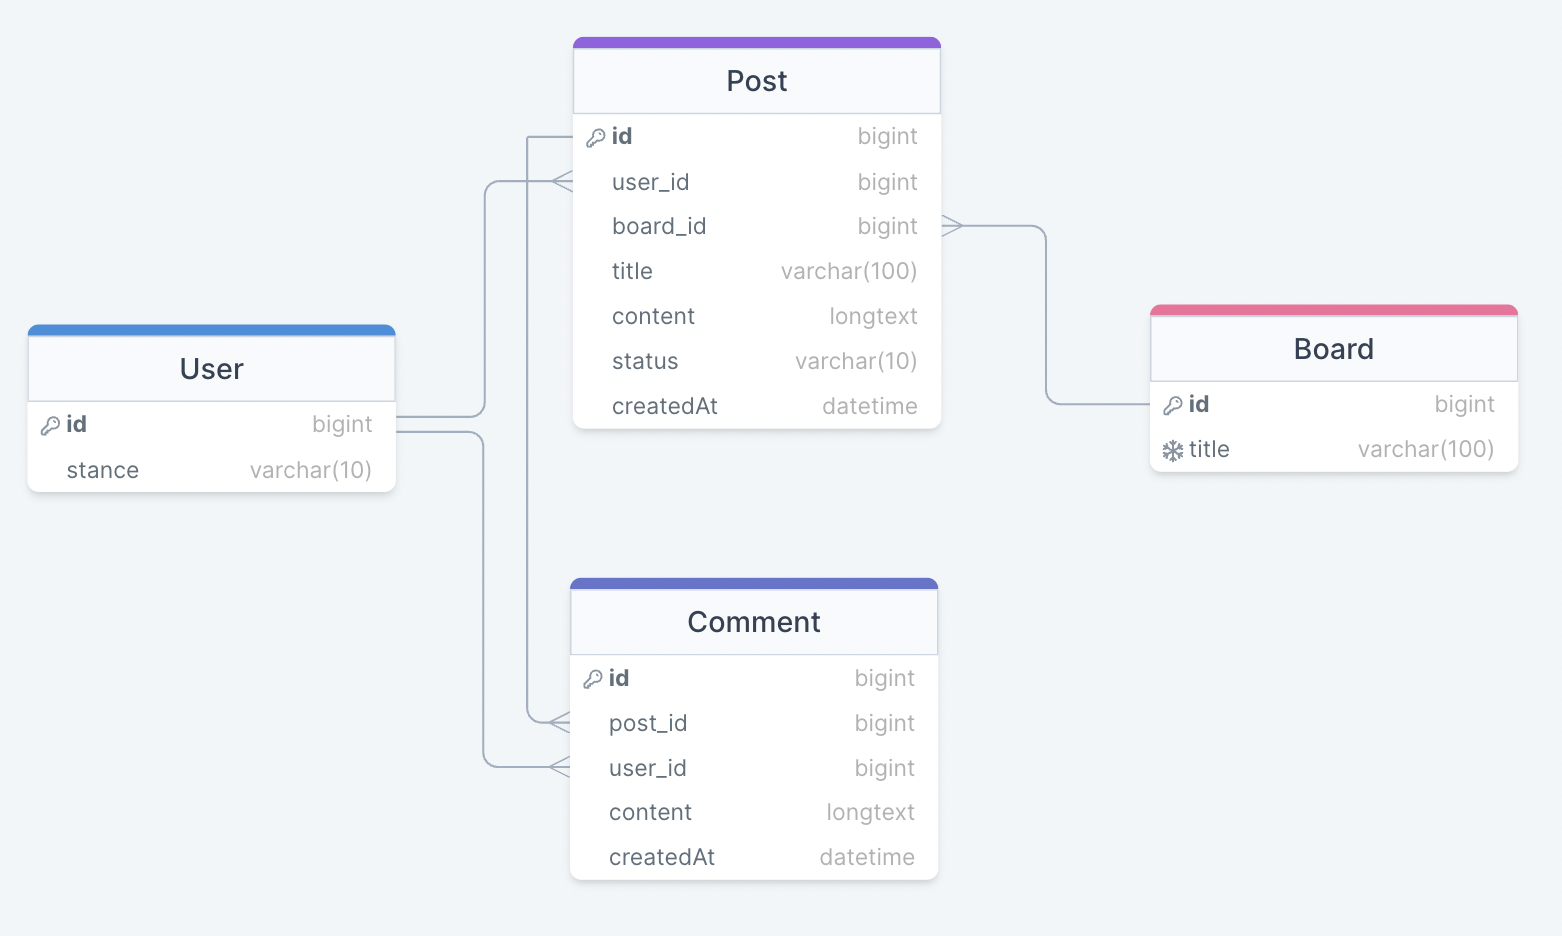 Post
id bigint
user_id bigint
board_id bigint
title varchar(100)
content longtext
status varchar(10)
createdAt datetime
User
id bigint
stance varchar(10)
Board
id bigint
title varchar(100)
Comment
id bigint
post_id bigint
user_id bigint
content longtext
createdAt datetime